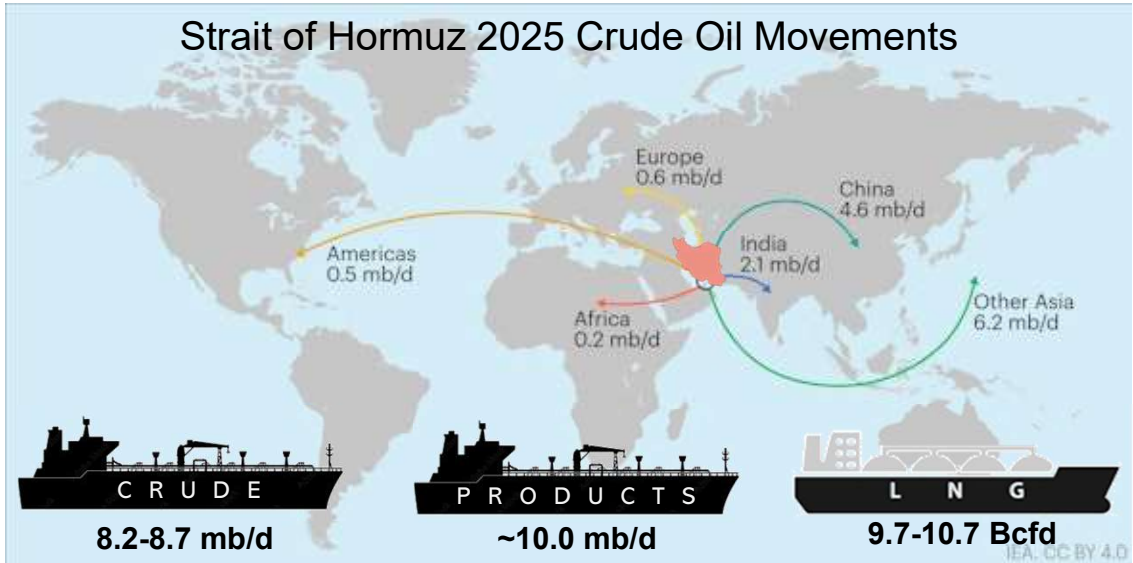 Strait of Hormuz 2025 Crude Oil Movements
Europe
0.6 mb/d
China
4.6 mb/d
Americas
0.5 mb/d
India
2.1 mb/d
Africa
0.2 mb/d
Other Asia
6.2 mb/d
CRUDE
PRODUCTS
LNG
8.2-8.7 mb/d
~10.0 mb/d
9.7-10.7 Bcfd
IEA. CC BY 4.0